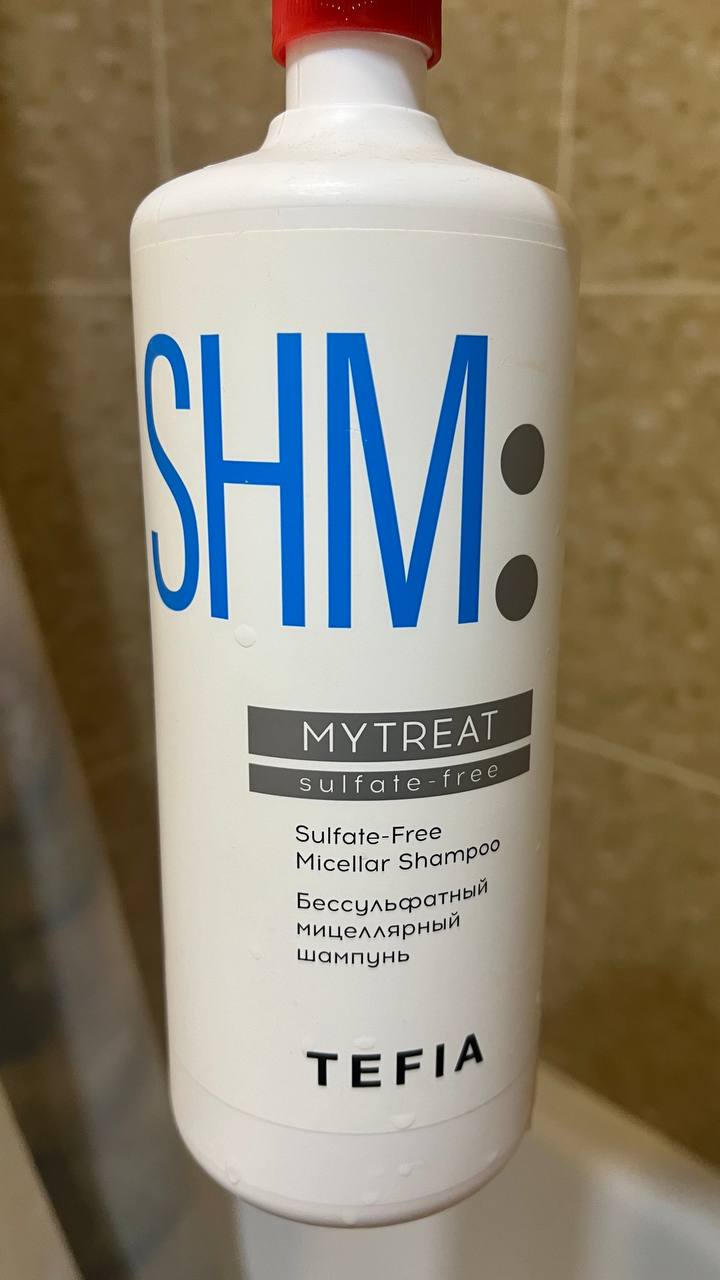 SHM:
MYTREAT
sulfate-free
Sulfate-Free
Micellar Shampoo
Бессульфатный
мицеллярный
шампунь
TEFIA